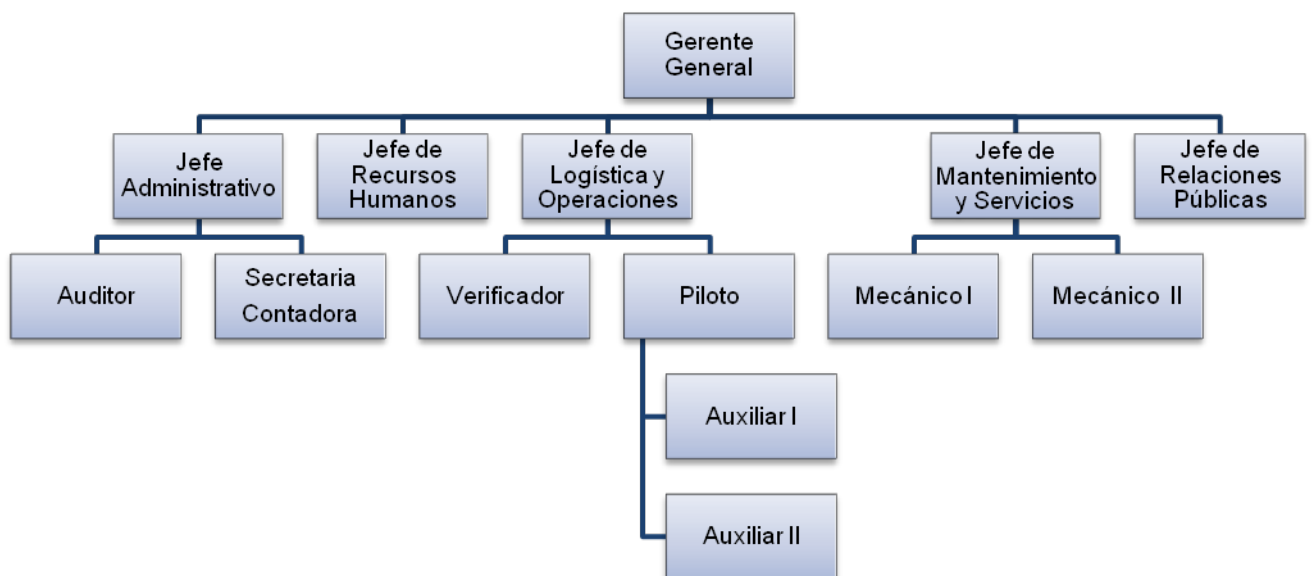 Gerente
General
Jefe
Administrativo
Jefe de
Recursos
Humanos
Jefe de
Logística y
Operaciones
Jefe de
Mantenimiento
y Servicios
Jefe de
Relaciones
Públicas
Auditor
Secretaria
Contadora
Verificador
Piloto
Mecánico I
Mecánico II
Auxiliar I
Auxiliar II